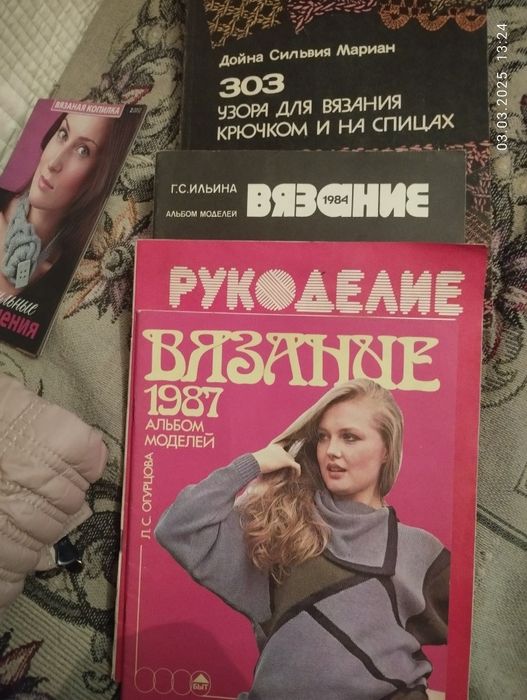 Дойна Сильвия Мариан
303
УЗОРА ДЛЯ ВЯЗАНИЯ
КРЮЧКОМ И НА СПИЦАХ
03.03.2025 13:24
ВЯЗАНАЯ КОПИЛКА
Г.С.ИЛЬИНА
АЛЬБОМ МОДЕЛЕЙ
ВЯЗАНИЕ
1984
РУКОДЕЛИЕ
ВЯЗАНИЕ
1987
АЛЬБОМ
МОДЕЛЕЙ
Л.С. ОГУРЦОВА
БЫТ